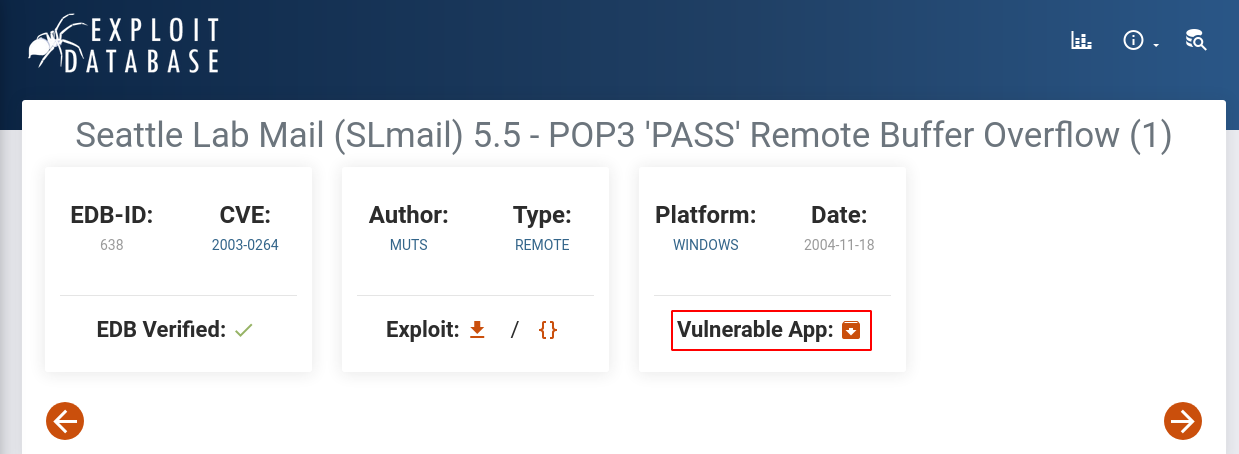 EXPLOIT
DATABASE
Seattle Lab Mail (SLmail) 5.5 - POP3 'PASS' Remote Buffer Overflow (1)
EDB-ID:
638
CVE:
2003-0264
EDB Verified:
Author:
MUTS
Type:
REMOTE
Exploit: / {}
Platform:
WINDOWS
Date:
2004-11-18
Vulnerable App: